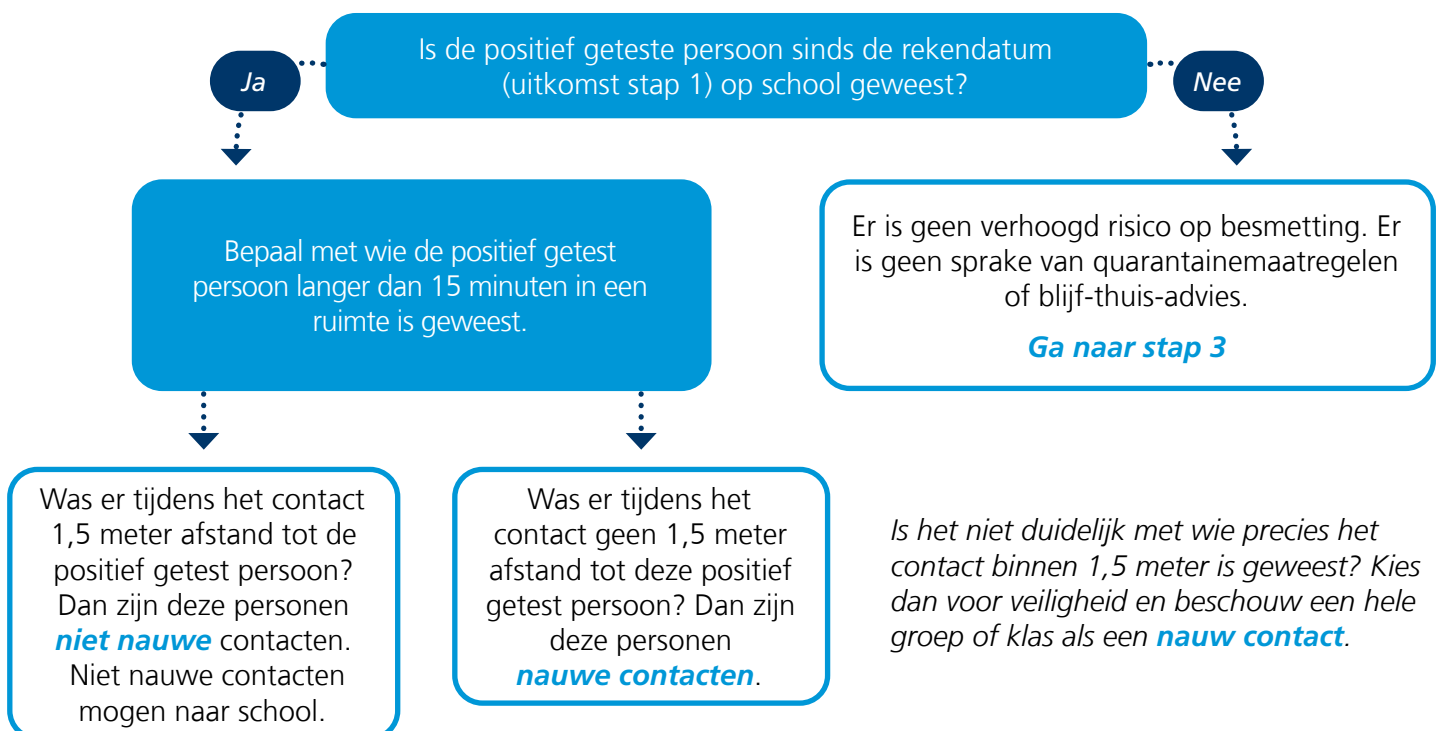 Is de positief geteste persoon sinds de rekendatum
(uitkomst stap 1) op school geweest?
Ja
Nee
Bepaal met wie de positief getest
persoon langer dan 15 minuten in een
ruimte is geweest.
Er is geen verhoogd risico op besmetting. Er
is geen sprake van quarantainemaatregelen
of blijf-thuis-advies.
Ga naar stap 3
Was er tijdens het contact
1,5 meter afstand tot de
positief getest persoon?
Dan zijn deze personen
niet nauwe contacten.
Niet nauwe contacten
mogen naar school.
Was er tijdens het
contact geen 1,5 meter
afstand tot deze positief
getest persoon? Dan zijn
deze personen
nauwe contacten.
Is het niet duidelijk met wie precies het
contact binnen 1,5 meter is geweest? Kies
dan voor veiligheid en beschouw een hele
groep of klas als een nauw contact.